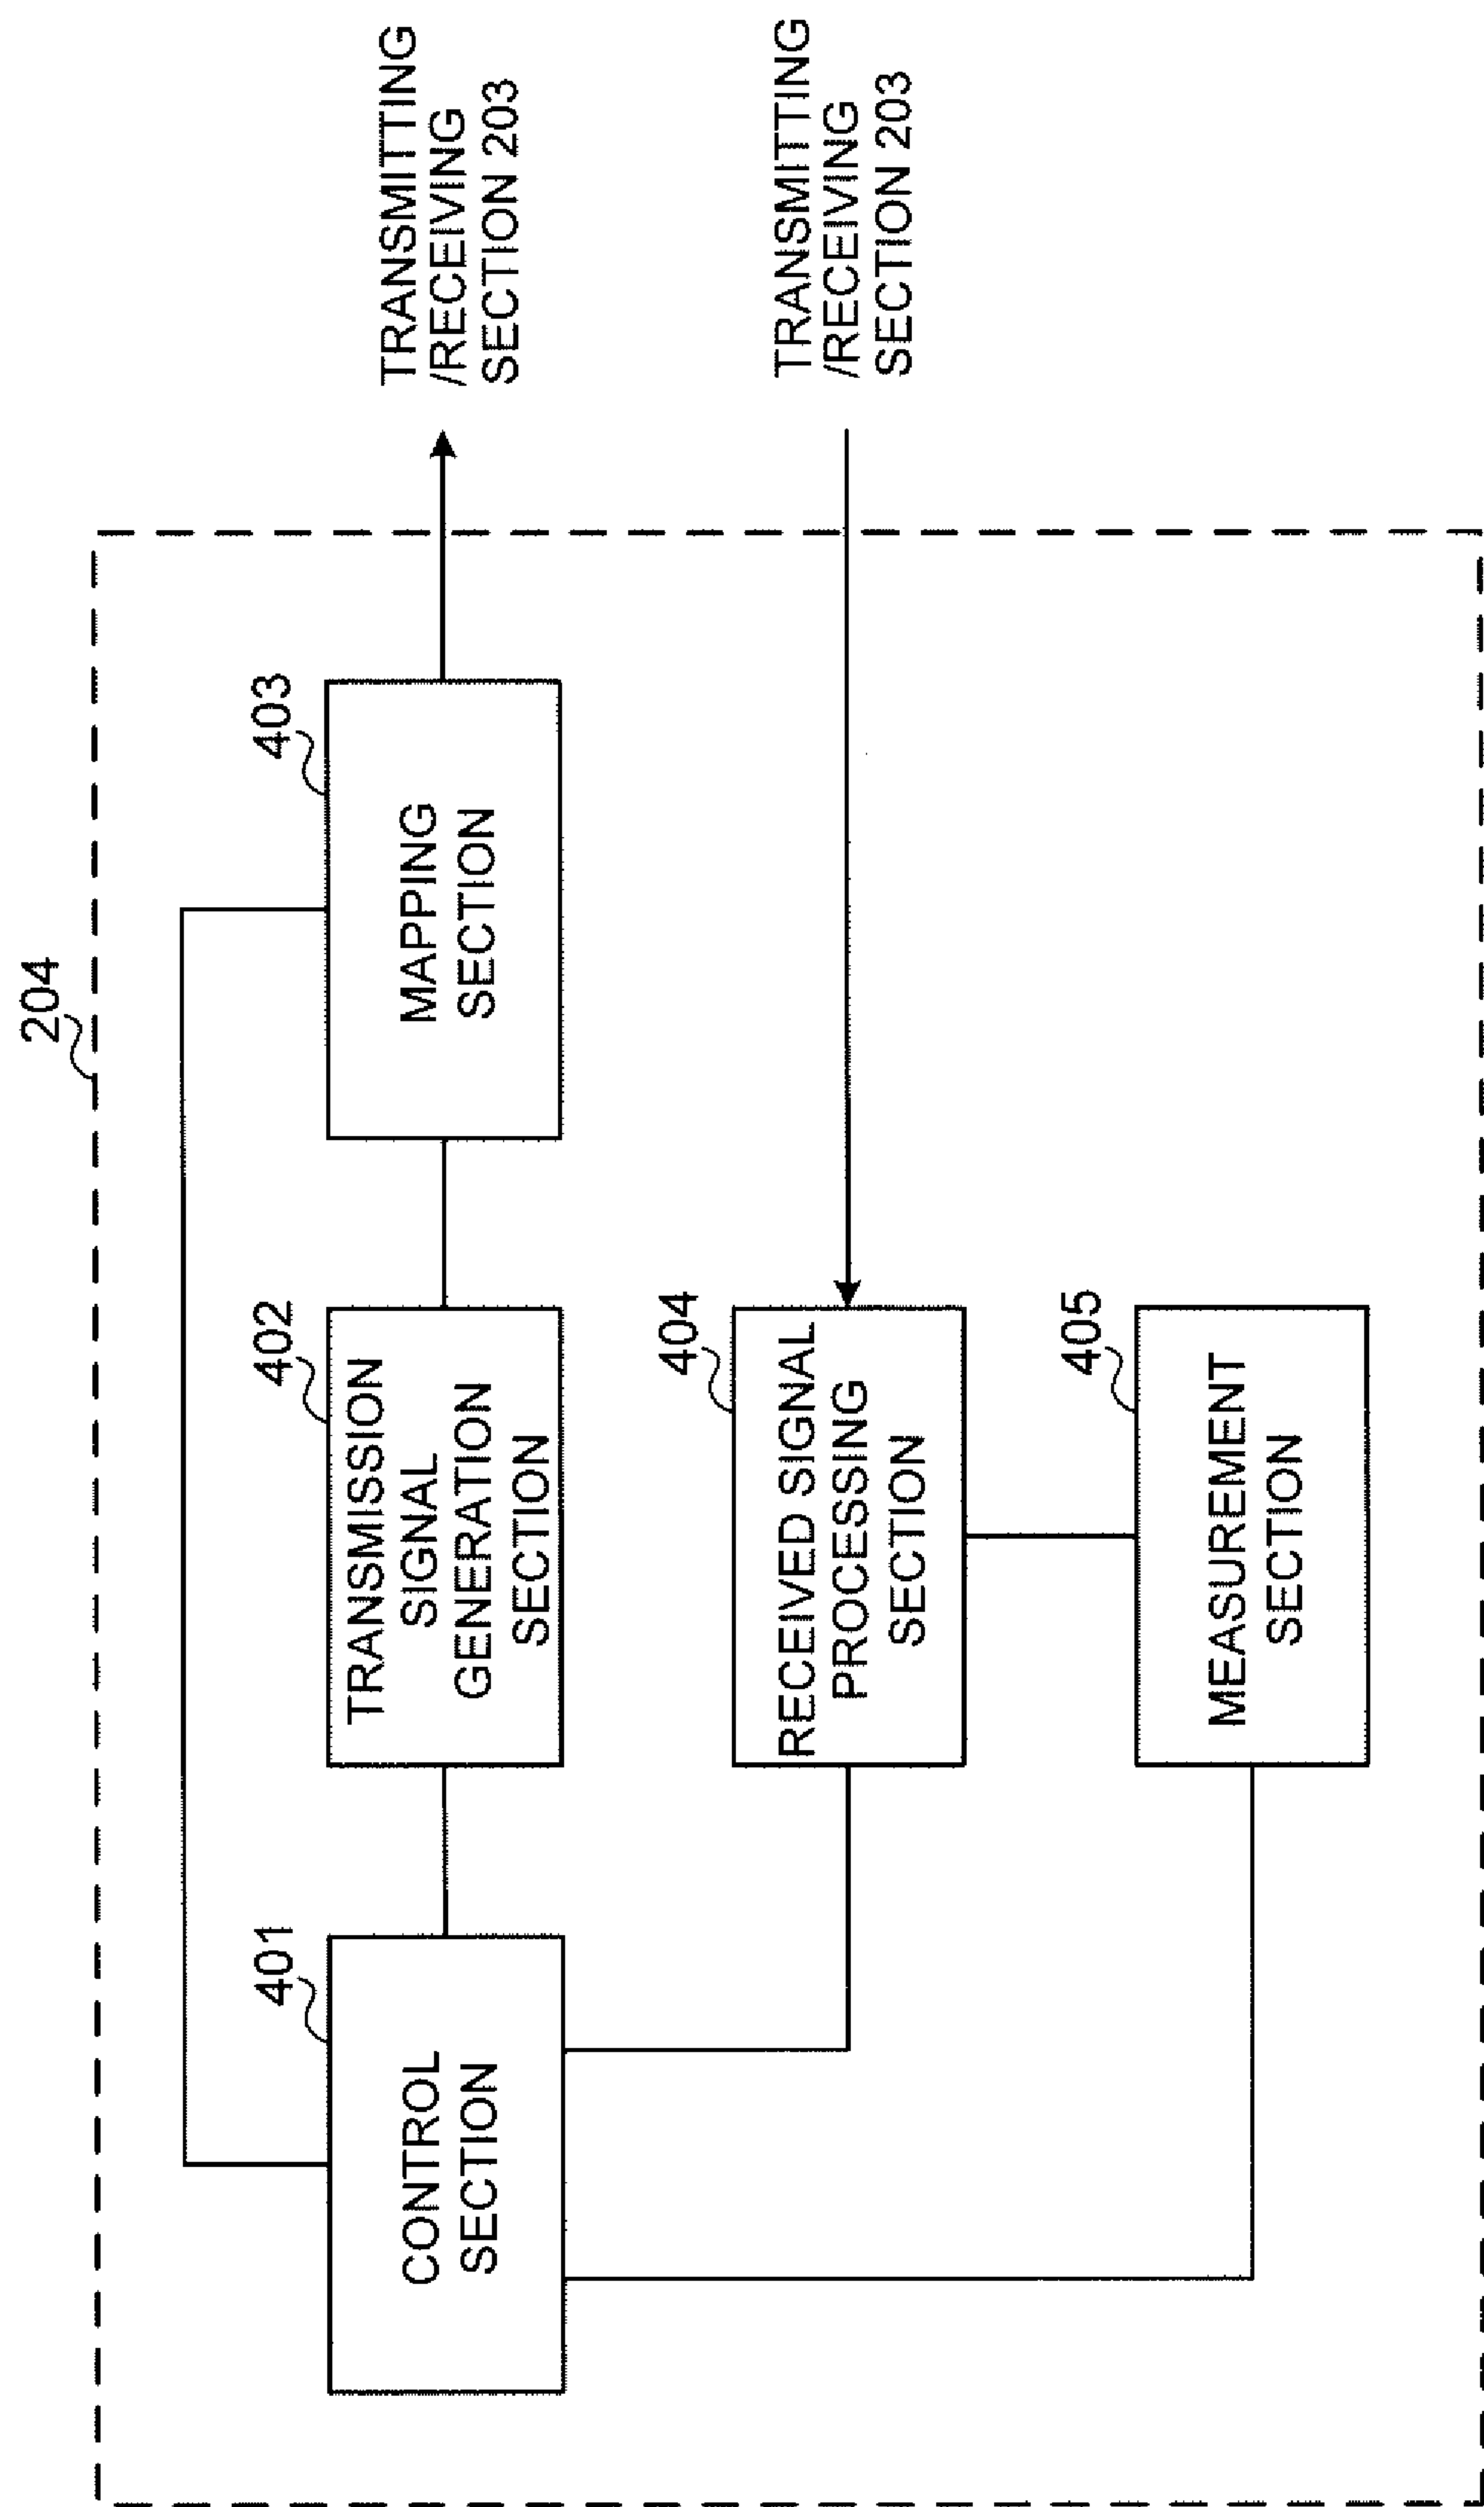 204
401
CONTROL
SECTION
402
TRANSMISSION
SIGNAL
GENERATION
SECTION
403
MAPPING
SECTION
TRANSMITTING
/RECEIVING
SECTION 203
404
RECEIVED SIGNAL
PROCESSING
SECTION
TRANSMITTING
/RECEIVING
SECTION 203
405
MEASUREMENT
SECTION